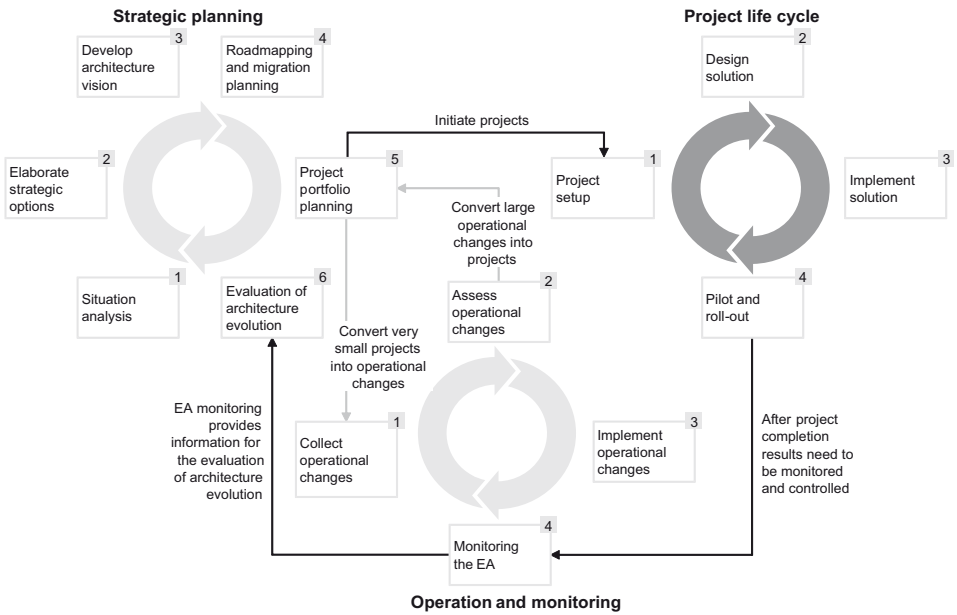 Strategic planning
Project life cycle
3
Develop
architecture
vision
4
Roadmapping
and migration
planning
2
Design
solution
Initiate projects
2
Elaborate
strategic
options
5
Project
portfolio
planning
1
Project
setup
3
Implement
solution
Convert large
operational
changes into
projects
1
Situation
analysis
6
Evaluation of
architecture
evolution
2
Assess
operational
changes
4
Pilot and
roll-out
Convert very
small projects
into operational
changes
EA monitoring
provides
information for
the evaluation
of architecture
evolution
1
Collect
operational
changes
3
Implement
operational
changes
After project
completion
results need to
be monitored
and controlled
4
Monitoring
the EA
Operation and monitoring